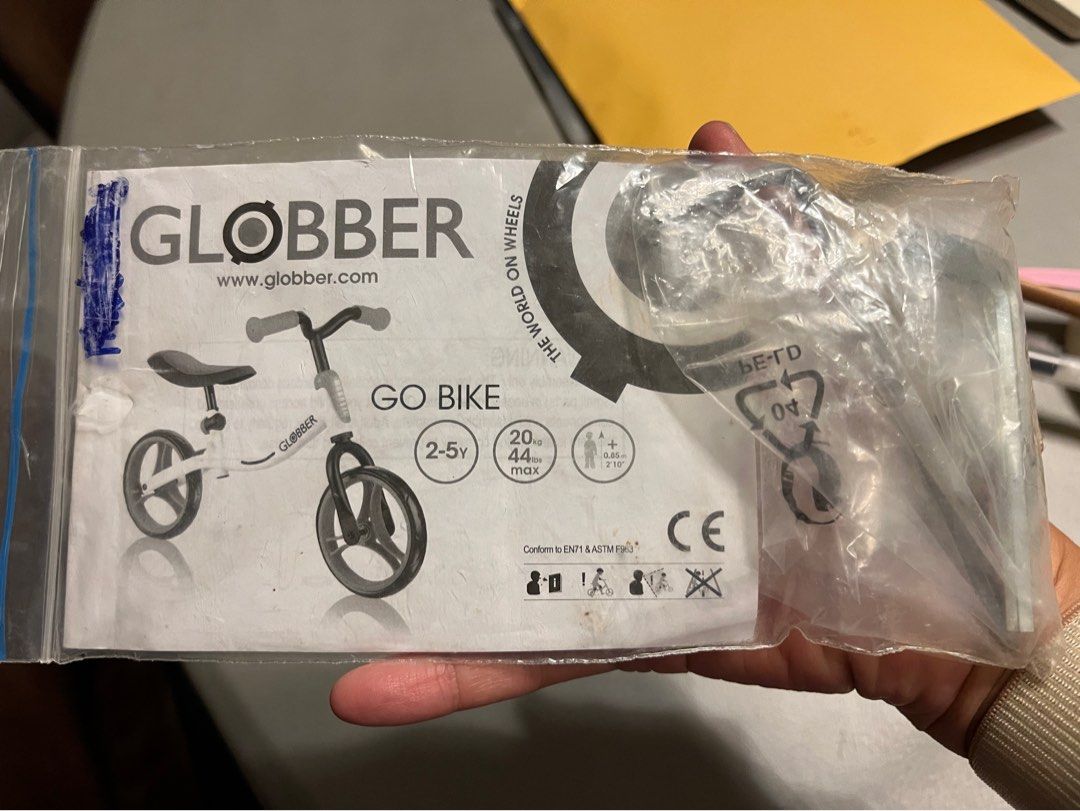 GLOBBER
www.globber.com
THE WORLD ON WHEELS
GO BIKE
GLOBBER
2-5Y
20kg
44lbs
max
+
0.85m
2'10"
CE
Conform to EN71 & ASTM F963
PE-LD
04